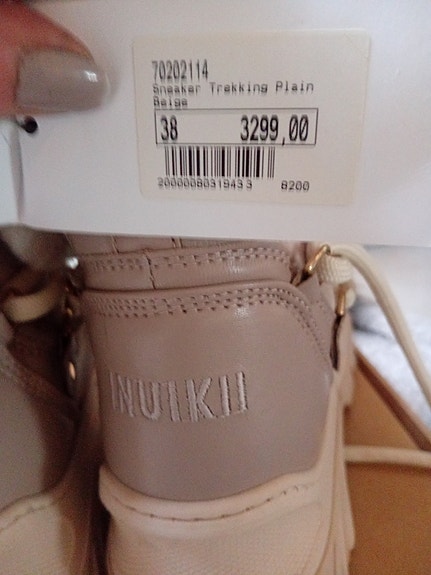 70202114
Sneaker Trekking Plain
Beige
38 3299,00
2000008031943 3 8200
INUIKII